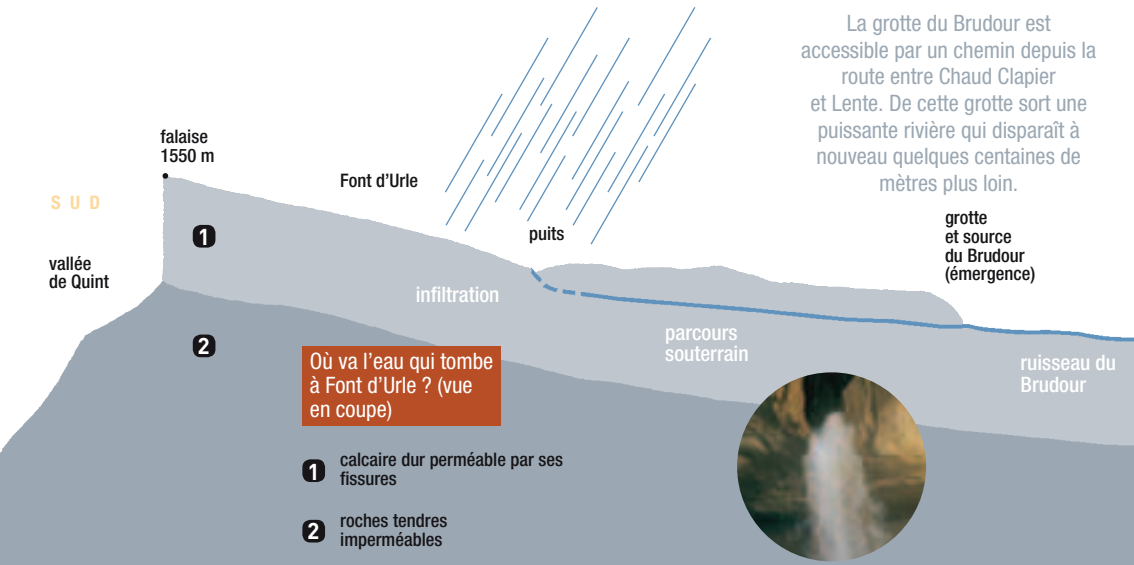 La grotte du Brudour est
accessible par un chemin depuis la
route entre Chaud Clapier
et Lente. De cette grotte sort une
puissante rivière qui disparaît à
nouveau quelques centaines de
mètres plus loin.
falaise
1550 m
Font d'Urle
SUD
puits
grotte
et source
du Brudour
(émergence)
1
vallée
de Quint
infiltration
parcours
souterrain
2
ruisseau du
Brudour
Où va l'eau qui tombe
à Font d'Urle ? (vue
en coupe)
1 calcaire dur perméable par ses
fissures
2 roches tendres
imperméables